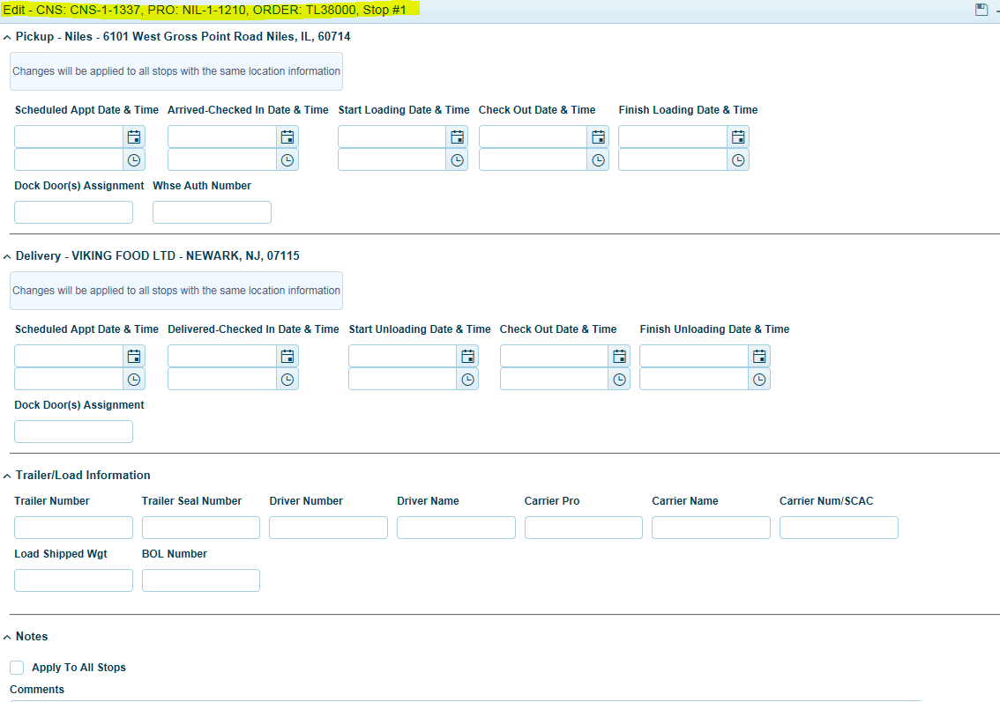 Edit - CNS: CNS-1-1337, PRO: NIL-1-1210, ORDER: TL38000, Stop #1
Pickup - Niles - 6101 West Gross Point Road Niles, IL, 60714
Changes will be applied to all stops with the same location information
Scheduled Appt Date & Time Arrived-Checked In Date & Time Start Loading Date & Time Check Out Date & Time Finish Loading Date & Time
Dock Door(s) Assignment Whse Auth Number
Delivery - VIKING FOOD LTD - NEWARK, NJ, 07115
Changes will be applied to all stops with the same location information
Scheduled Appt Date & Time Delivered-Checked In Date & Time Start Unloading Date & Time Check Out Date & Time Finish Unloading Date & Time
Dock Door(s) Assignment
Trailer/Load Information
Trailer Number Trailer Seal Number Driver Number Driver Name Carrier Pro Carrier Name Carrier Num/SCAC
Load Shipped Wgt BOL Number
Notes
Apply To All Stops
Comments